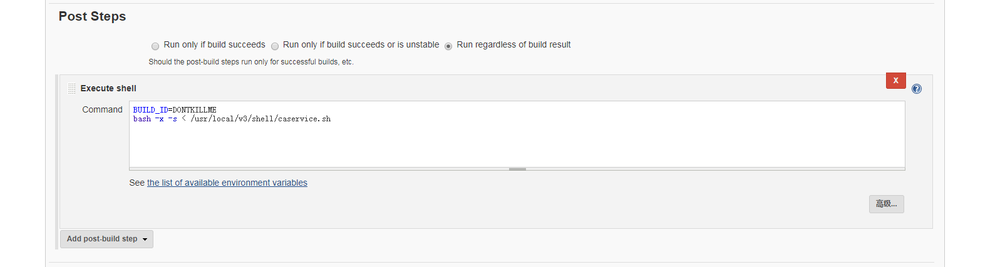 Post Steps
Run only if build succeeds Run only if build succeeds or is unstable Run regardless of build result
Should the post-build steps run only for successful builds, etc.
X
Execute shell
?
Command
BUILD_ID=DONTKILLME
bash -x -s < /usr/local/v3/shell/caservice.sh
See the list of available environment variables
高级...
Add post-build step